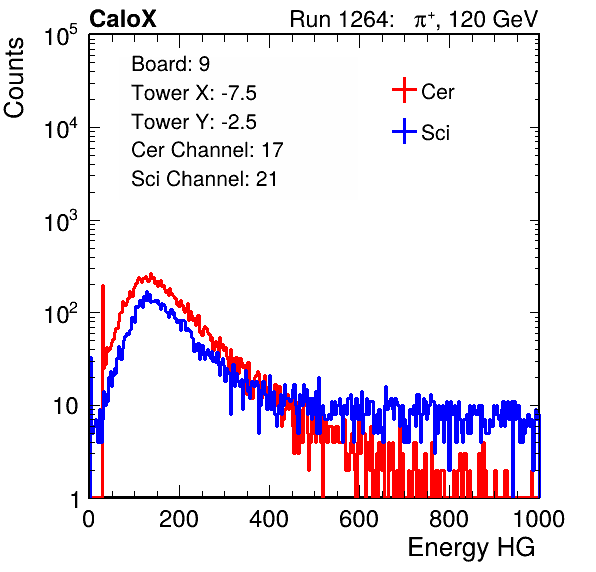 CaloX Run 1264: π⁺, 120 GeV
Board: 9
Tower X: -7.5
Tower Y: -2.5
Cer Channel: 17
Sci Channel: 21
Cer
Sci
Counts
10⁵
10⁴
10³
10²
10
1
0 200 400 600 800 1000
Energy HG